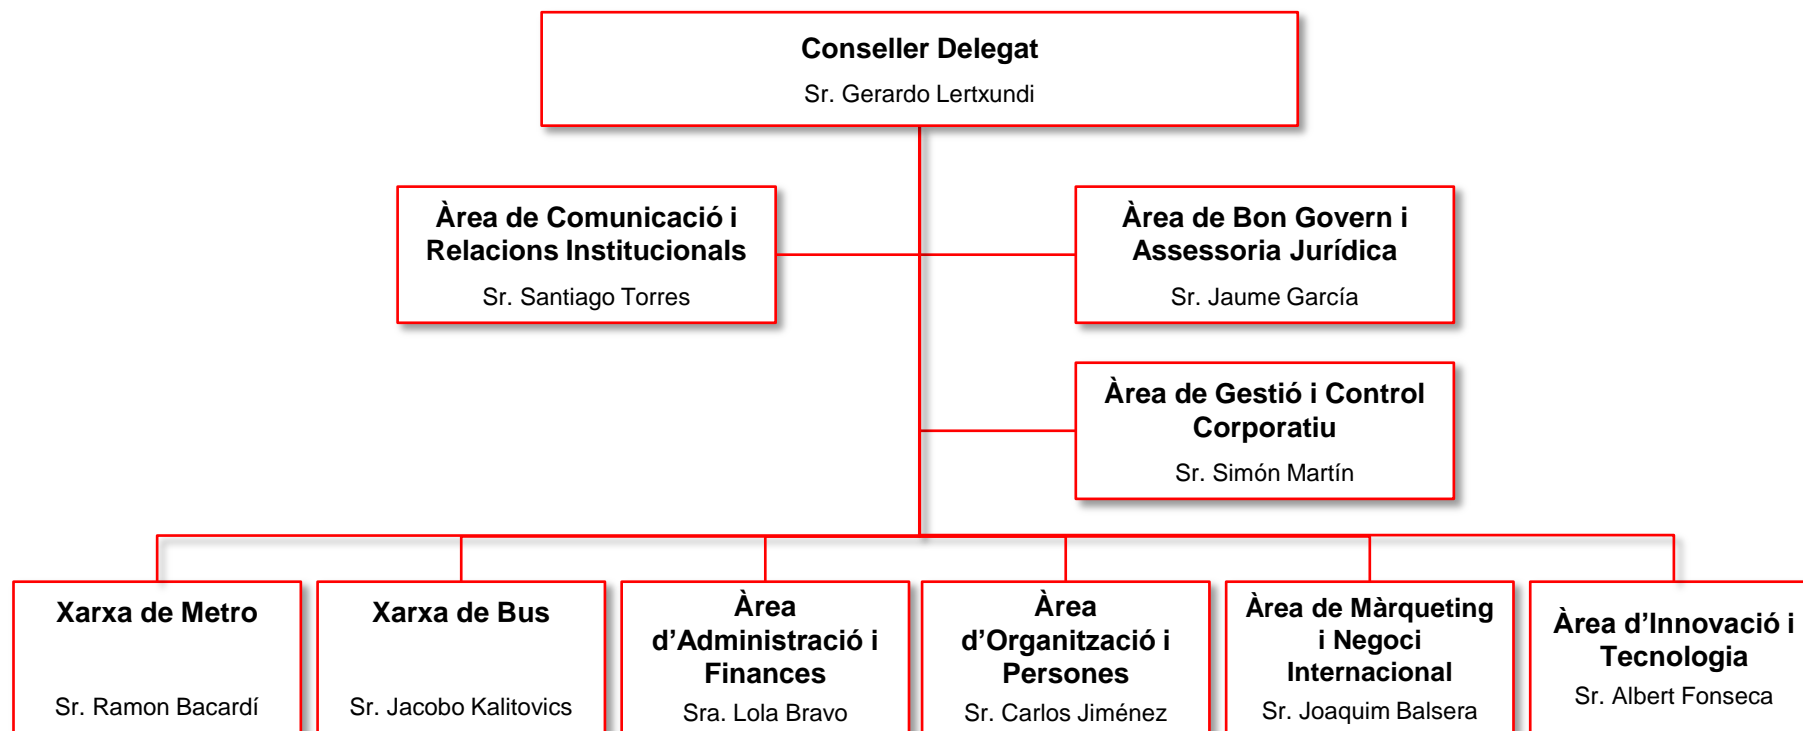 Conseller Delegat
Sr. Gerardo Lertxundi
Àrea de Comunicació i
Relacions Institucionals
Sr. Santiago Torres
Àrea de Bon Govern i
Assessoria Jurídica
Sr. Jaume García
Àrea de Gestió i Control
Corporatiu
Sr. Simón Martín
Xarxa de Metro
Sr. Ramon Bacardí
Xarxa de Bus
Sr. Jacobo Kalitovics
Àrea
d’Administració i
Finances
Sra. Lola Bravo
Àrea
d’Organització i
Persones
Sr. Carlos Jiménez
Àrea de Màrqueting
i Negoci
Internacional
Sr. Joaquim Balsera
Àrea d’Innovació i
Tecnologia
Sr. Albert Fonseca